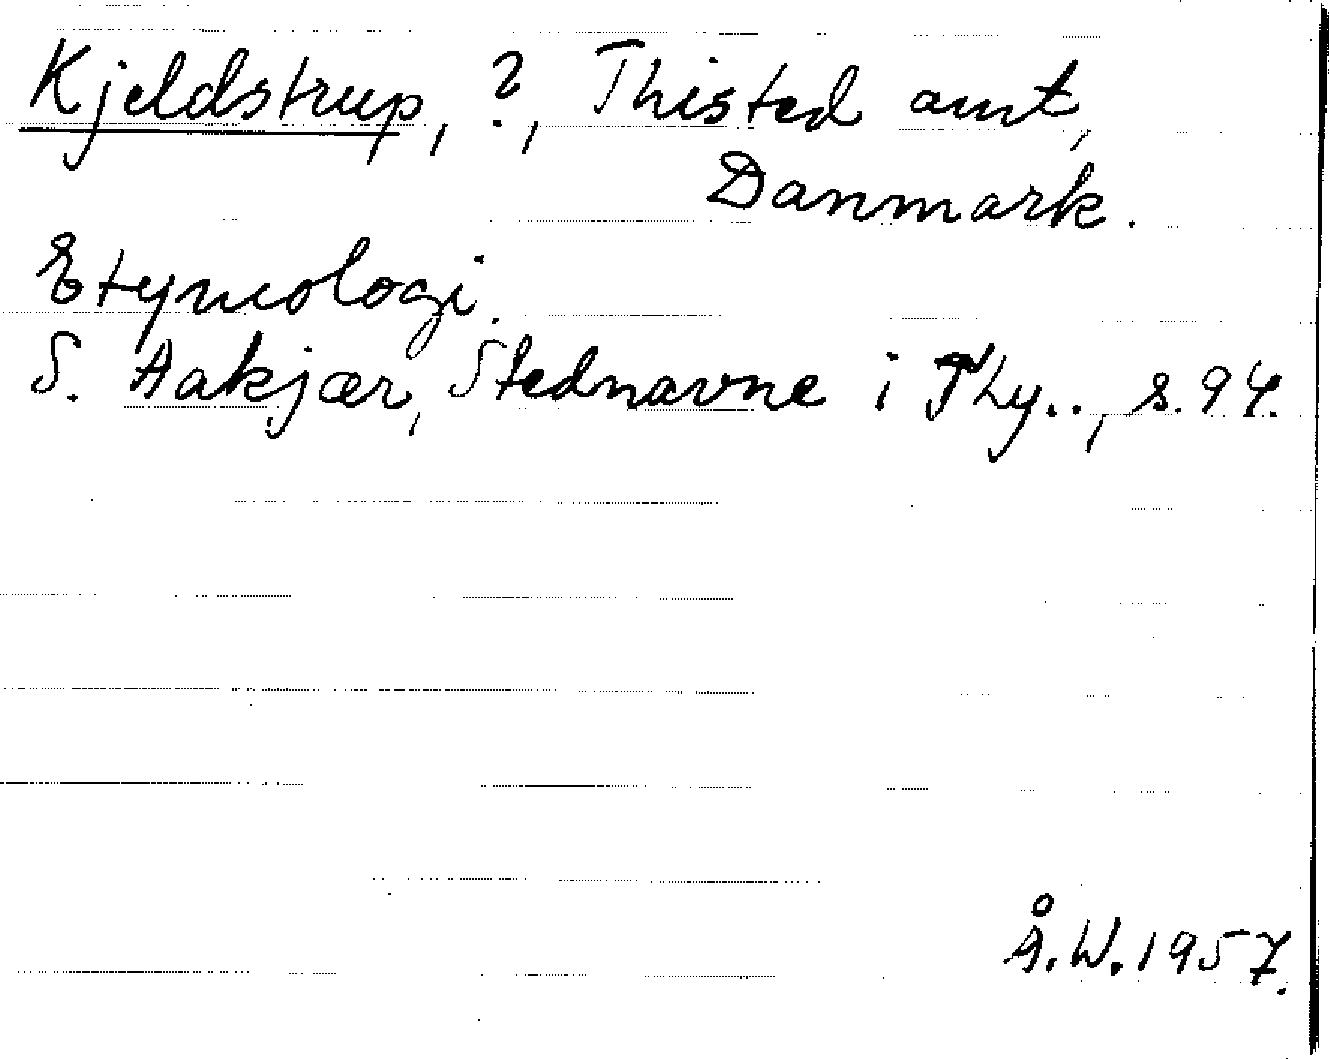 Kjeldstrup, ?, Thisted amt,
Danmark.
Etymologi.
S. Aakjær, Stednavne i Thy.., s. 94.
Å.W. 1957.